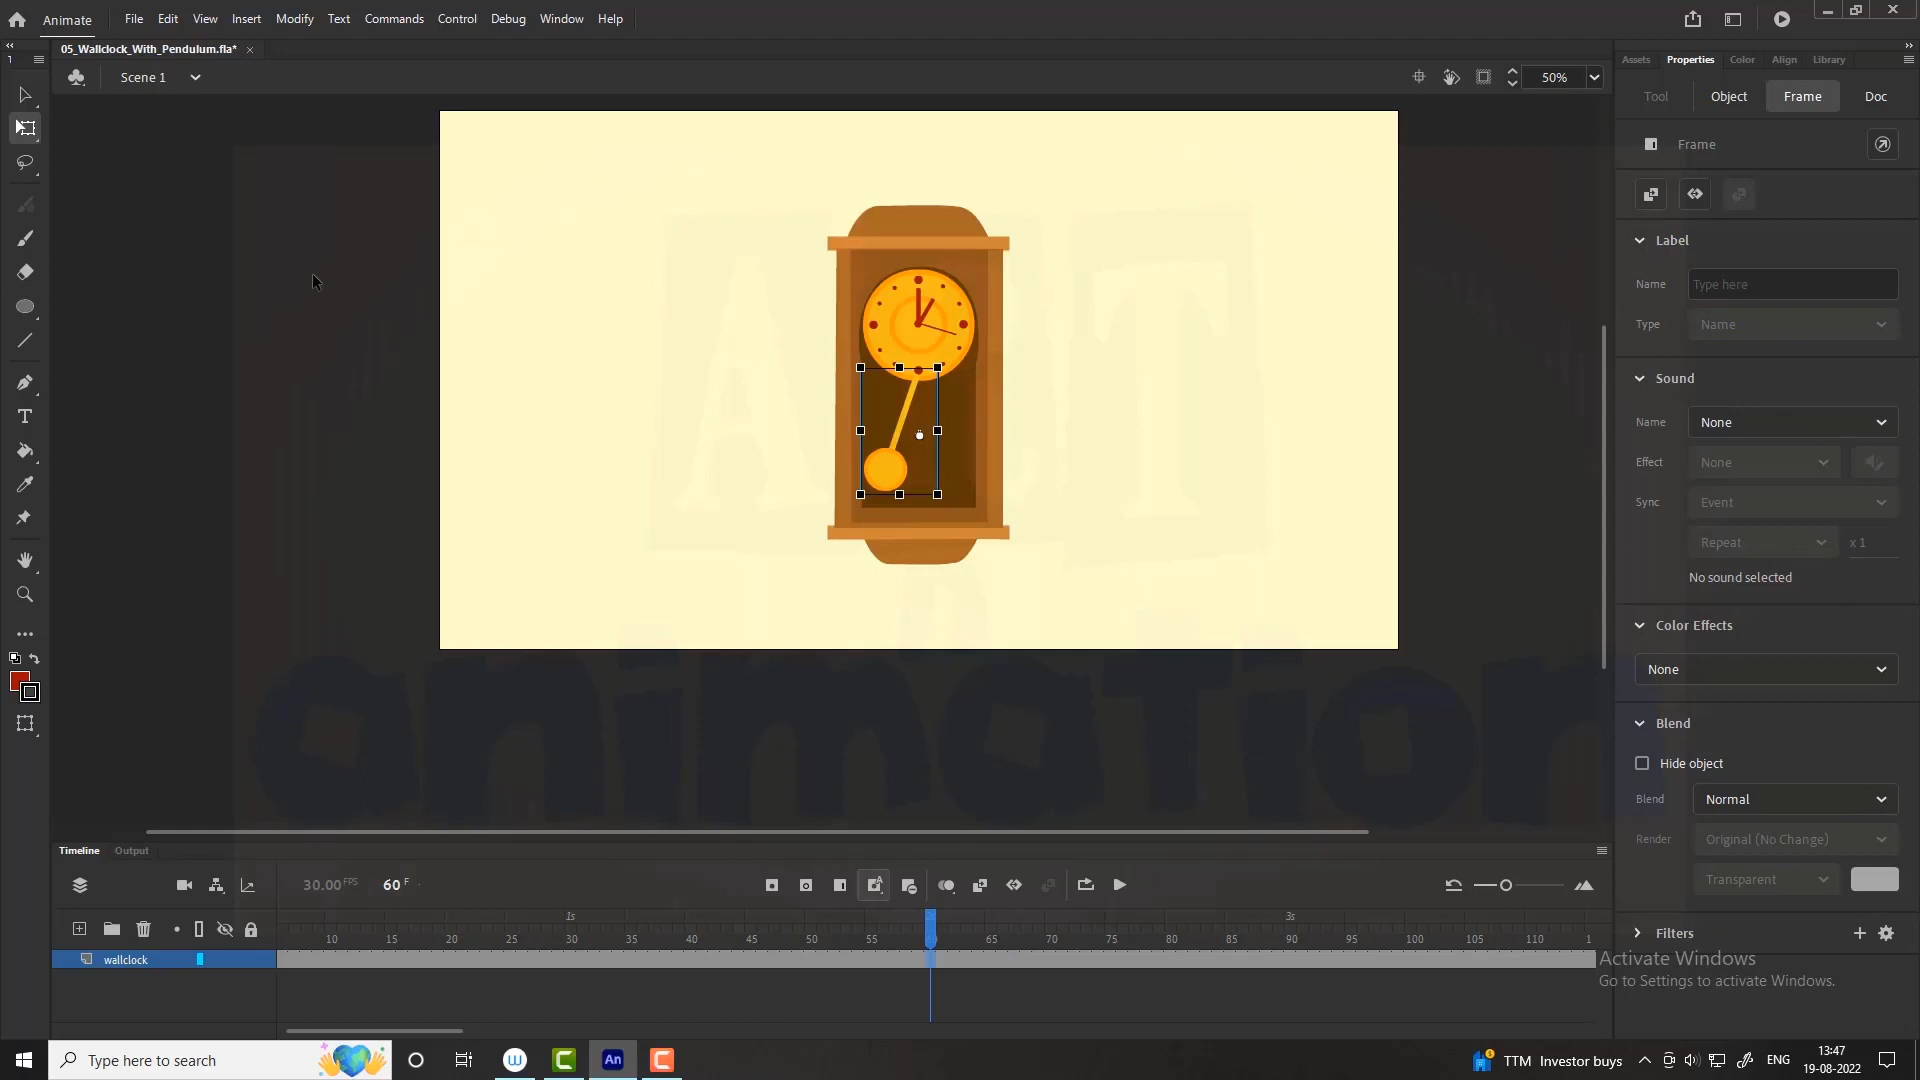 Animate File Edit View Insert Modify Text Commands Control Debug Window Help
05_Wallclock_With_Pendulum.fla*
Scene 1
50%
Assets Properties Color Align Library
Tool Object Frame Doc
Frame
Label
Name Type here
Type Name
Sound
Name None
Effect None
Sync Event
Repeat x 1
No sound selected
Color Effects
None
Blend
Hide object
Blend Normal
Render Original (No Change)
Transparent
Filters
Activate Windows
Go to Settings to activate Windows.
animation
Timeline Output
30.00 FPS 60 F
1s 2s 3s
10 15 20 25 30 35 40 45 50 55 60 65 70 75 80 85 90 95 100 105 110 1
wallclock
Type here to search
TTM Investor buys
ENG
13:47
19-08-2022